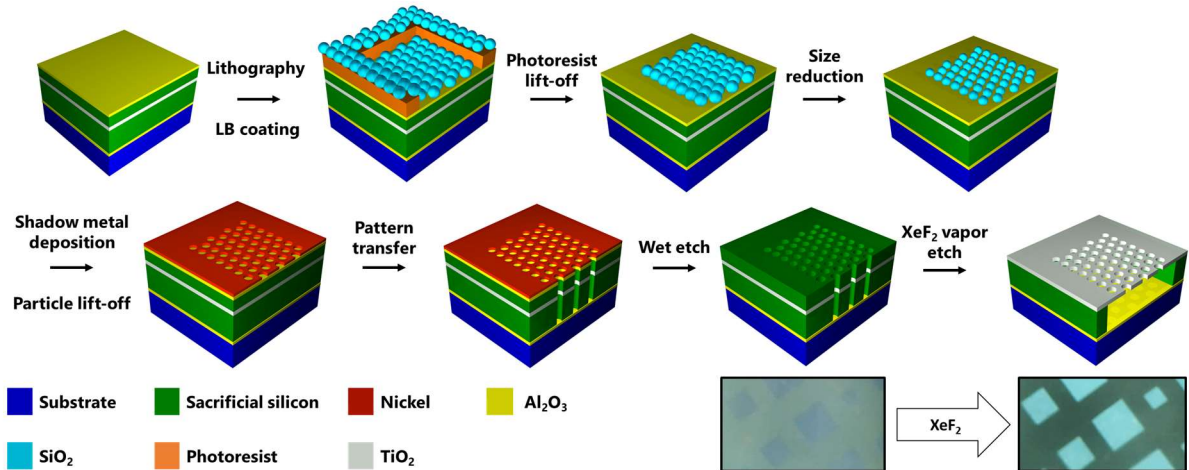 Lithography
LB coating
Photoresist
lift-off
Size
reduction
Shadow metal
deposition
Particle lift-off
Pattern
transfer
Wet etch
XeF₂ vapor
etch
Substrate
Sacrificial silicon
Nickel
Al₂O₃
SiO₂
Photoresist
TiO₂
XeF₂